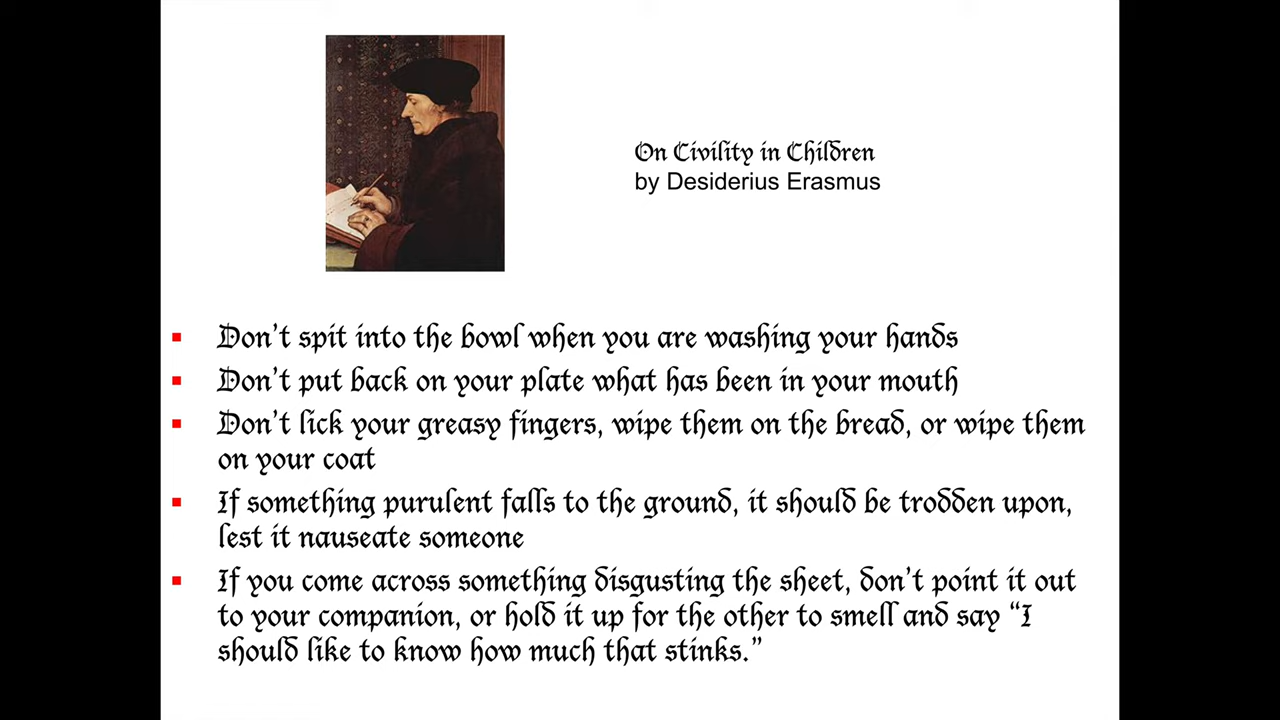 On Civility in Children
by Desiderius Erasmus
Don't spit into the bowl when you are washing your hands
Don't put back on your plate what has been in your mouth
Don't lick your greasy fingers, wipe them on the bread, or wipe them
on your coat
If something purulent falls to the ground, it should be trodden upon,
lest it nauseate someone
If you come across something disgusting the sheet, don't point it out
to your companion, or hold it up for the other to smell and say “I
should like to know how much that stinks.”